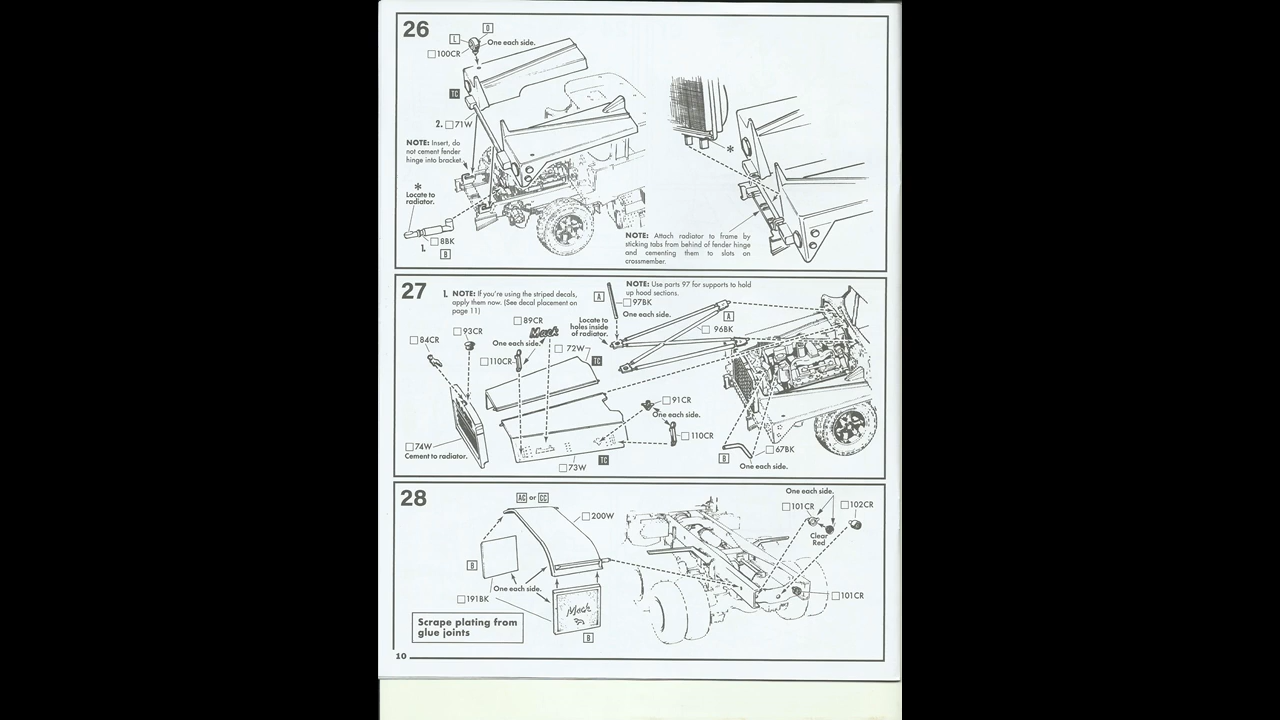 26
L
O
One each side.
100CR
TC
2. 71W
NOTE: Insert, do
not cement fender
hinge into bracket.
*
Locate to
radiator.
1. 8BK
B
*
NOTE: Attach radiator to frame by
sticking tabs from behind of fender hinge
and cementing them to slots on
crossmember.
27
1. NOTE: If you're using the striped decals,
apply them now. (See decal placement on
page 11)
NOTE: Use parts 97 for supports to hold
up hood sections.
A
97BK
One each side.
A
96BK
Locate to
holes inside
of radiator.
89CR
Mack
One each side.
93CR
84CR
110CR
72W
TC
91CR
One each side.
110CR
74W
Cement to radiator.
73W
TC
67BK
B
One each side.
28
AC or CC
200W
B
One each side.
191BK
Mack
B
Scrape plating from
glue joints
One each side.
101CR
102CR
Clear
Red
101CR
10